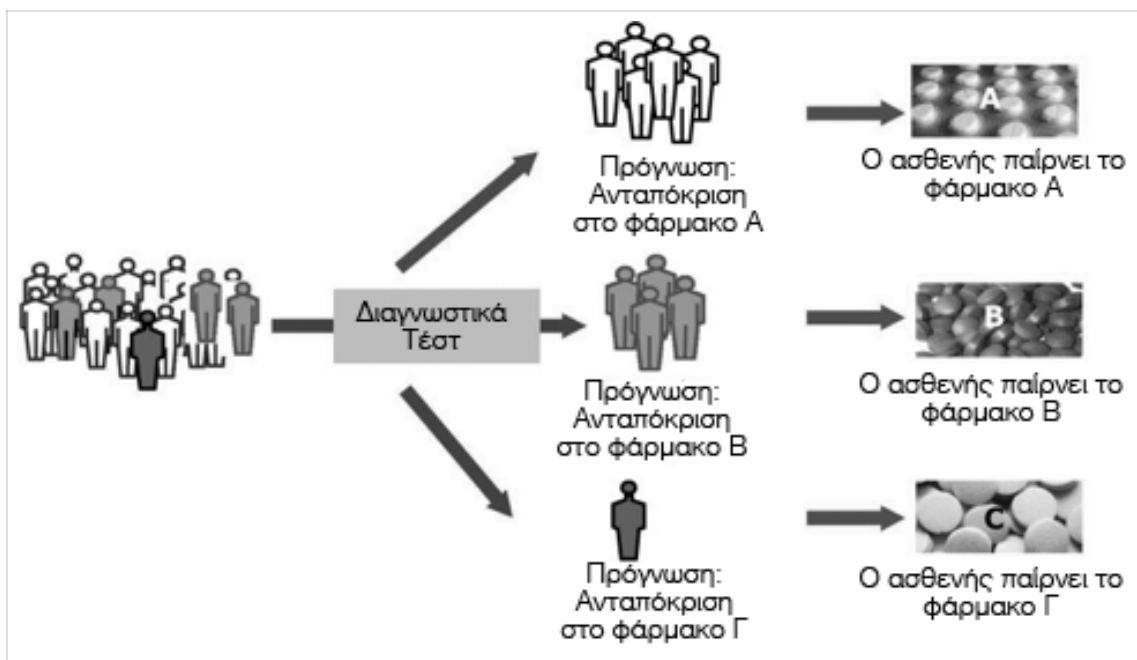 Πρόγνωση:
Ανταπόκριση
στο φάρμακο Α
A
Ο ασθενής παίρνει το
φάρμακο Α
Διαγνωστικά
Τέστ
Πρόγνωση:
Ανταπόκριση
στο φάρμακο Β
B
Ο ασθενής παίρνει το
φάρμακο Β
Πρόγνωση:
Ανταπόκριση
στο φάρμακο Γ
C
Ο ασθενής παίρνει το
φάρμακο Γ